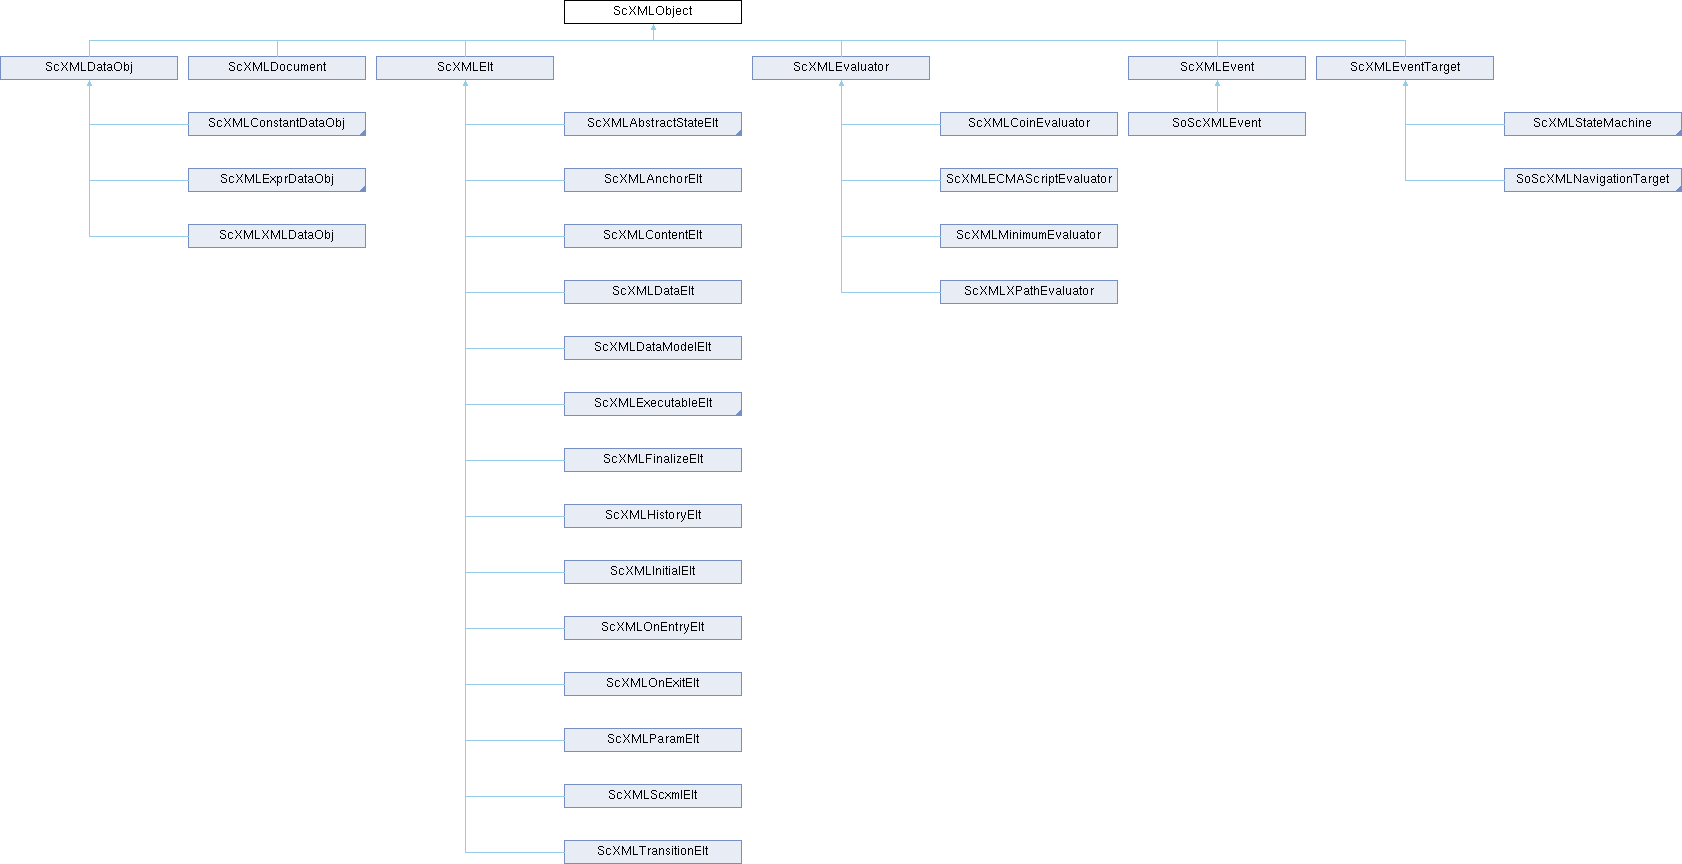 ScXMLObject
ScXMLDataObj
ScXMLDocument
ScXMLElt
ScXMLEvaluator
ScXMLEvent
ScXMLEventTarget
ScXMLConstantDataObj
ScXMLAbstractStateElt
ScXMLCoinEvaluator
SoScXMLEvent
ScXMLStateMachine
ScXMLExprDataObj
ScXMLAnchorElt
ScXMLECMAScriptEvaluator
SoScXMLNavigationTarget
ScXMLXMLDataObj
ScXMLContentElt
ScXMLMinimumEvaluator
ScXMLDataElt
ScXMLXPathEvaluator
ScXMLDataModelElt
ScXMLExecutableElt
ScXMLFinalizeElt
ScXMLHistoryElt
ScXMLInitialElt
ScXMLOnEntryElt
ScXMLOnExitElt
ScXMLParamElt
ScXMLScxmlElt
ScXMLTransitionElt